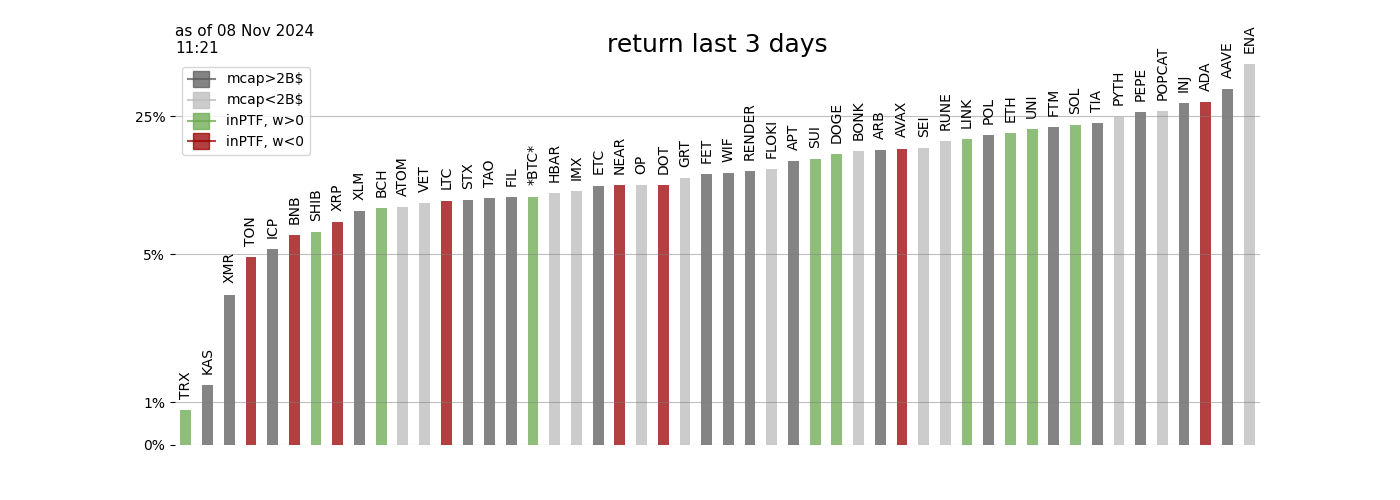 as of 08 Nov 2024
11:21
return last 3 days
mcap>2B$
mcap<2B$
inPTF, w>0
inPTF, w<0
25%
5%
1%
0%
TRX
KAS
XMR
TON
ICP
BNB
SHIB
XRP
XLM
BCH
ATOM
VET
LTC
STX
TAO
FIL
*BTC*
HBAR
IMX
ETC
NEAR
OP
DOT
GRT
FET
WIF
RENDER
FLOKI
APT
SUI
DOGE
BONK
ARB
AVAX
SEI
RUNE
LINK
POL
ETH
UNI
FTM
SOL
TIA
PYTH
PEPE
POPCAT
INJ
ADA
AAVE
ENA